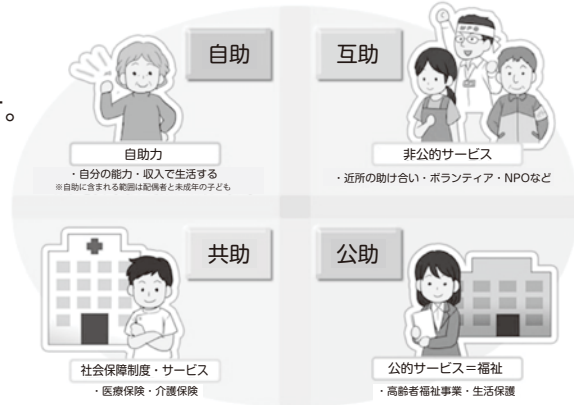 。
自助
互助
自助力
・自分の能力・収入で生活する
※自助に含まれる範囲は配偶者と未成年の子ども
非公的サービス
・近所の助け合い・ボランティア・NPOなど
共助
公助
社会保障制度・サービス
・医療保険・介護保険
公的サービス＝福祉
・高齢者福祉事業・生活保護